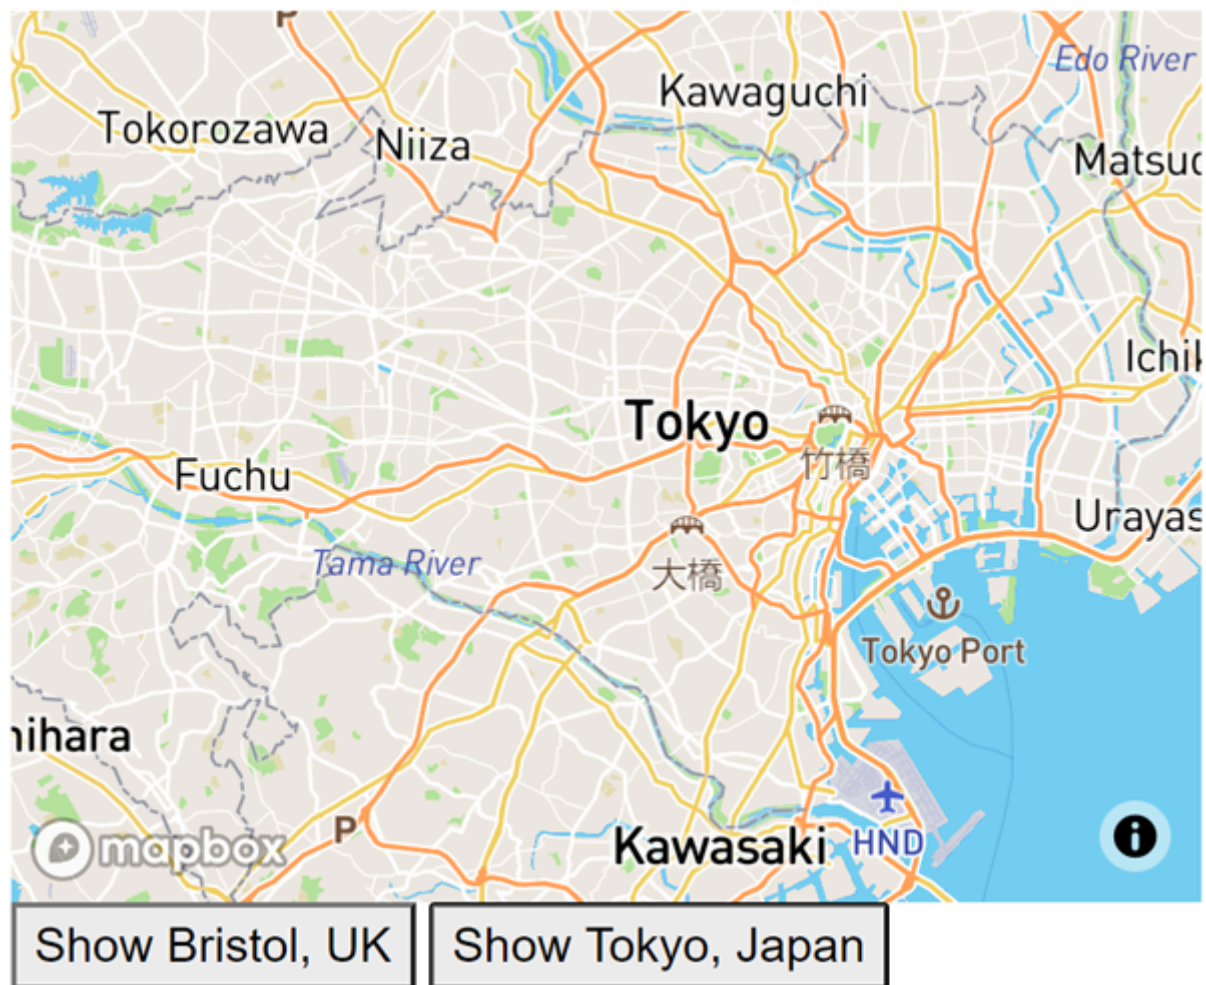 P
Edo River
Kawaguchi
Tokorozawa
Niiza
Matsud
Ichik
Tokyo
竹橋
Fuchu
Urayas
Tama River
大橋
Tokyo Port
hihara
P
Kawasaki
HND
mapbox
i
Show Bristol, UK
Show Tokyo, Japan